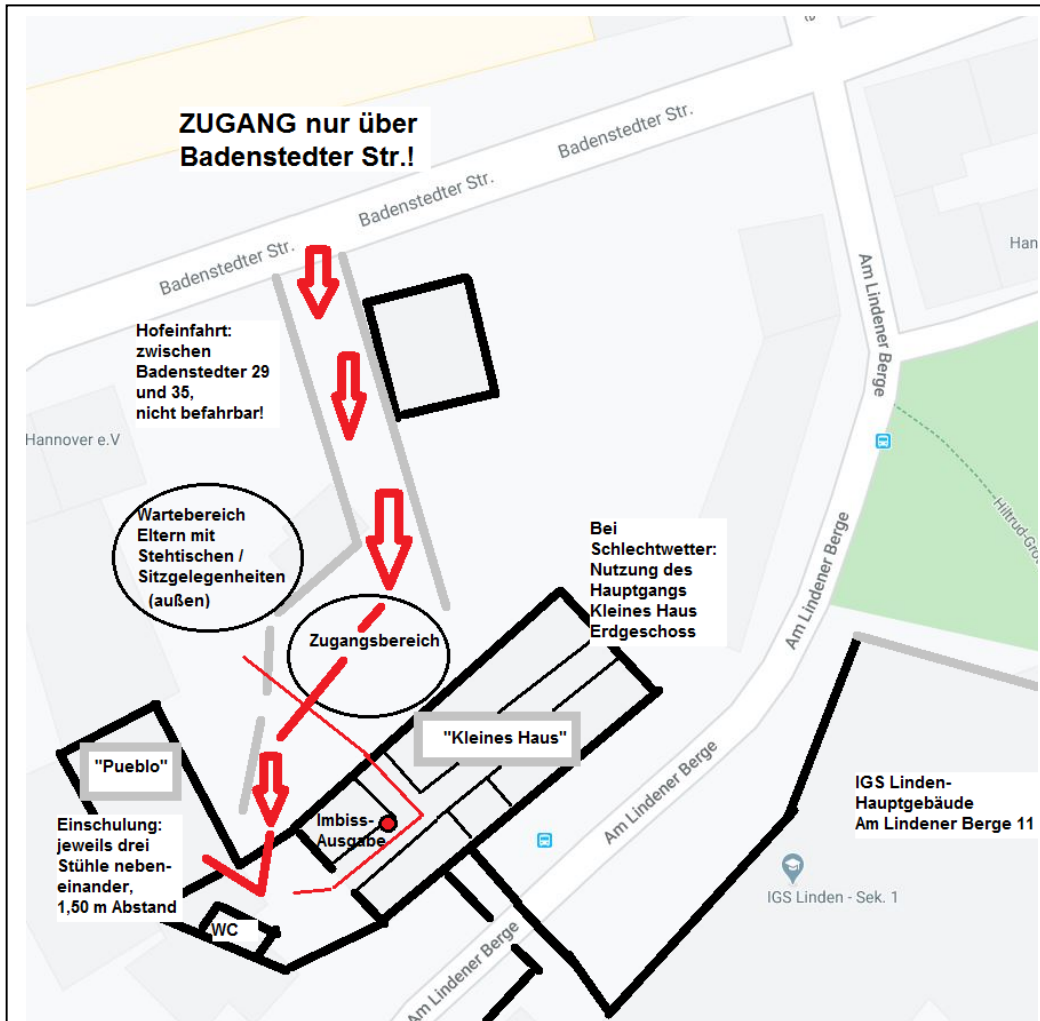 ZUGANG nur über
Badenstedter Str.!
Badenstedter Str.
Badenstedter Str.
Badenstedter Str.
Han
Hofeinfahrt:
zwischen
Badenstedter 29
und 35,
nicht befahrbar!
Hannover e.V
Am Lindener Berge
Wartebereich
Eltern mit
Stehtischen /
Sitzgelegenheiten
(außen)
Bei
Schlechtwetter:
Nutzung des
Hauptgangs
Kleines Haus
Erdgeschoss
Hiltrud-Gro
Am Lindener Berge
Zugangsbereich
"Kleines Haus"
"Pueblo"
Am Lindener Berge
IGS Linden-
Hauptgebäude
Am Lindener Berge 11
Einschulung:
jeweils drei
Stühle neben-
einander,
1,50 m Abstand
Imbiss-
Ausgabe
IGS Linden - Sek. 1
WC
Am Lindener Berge